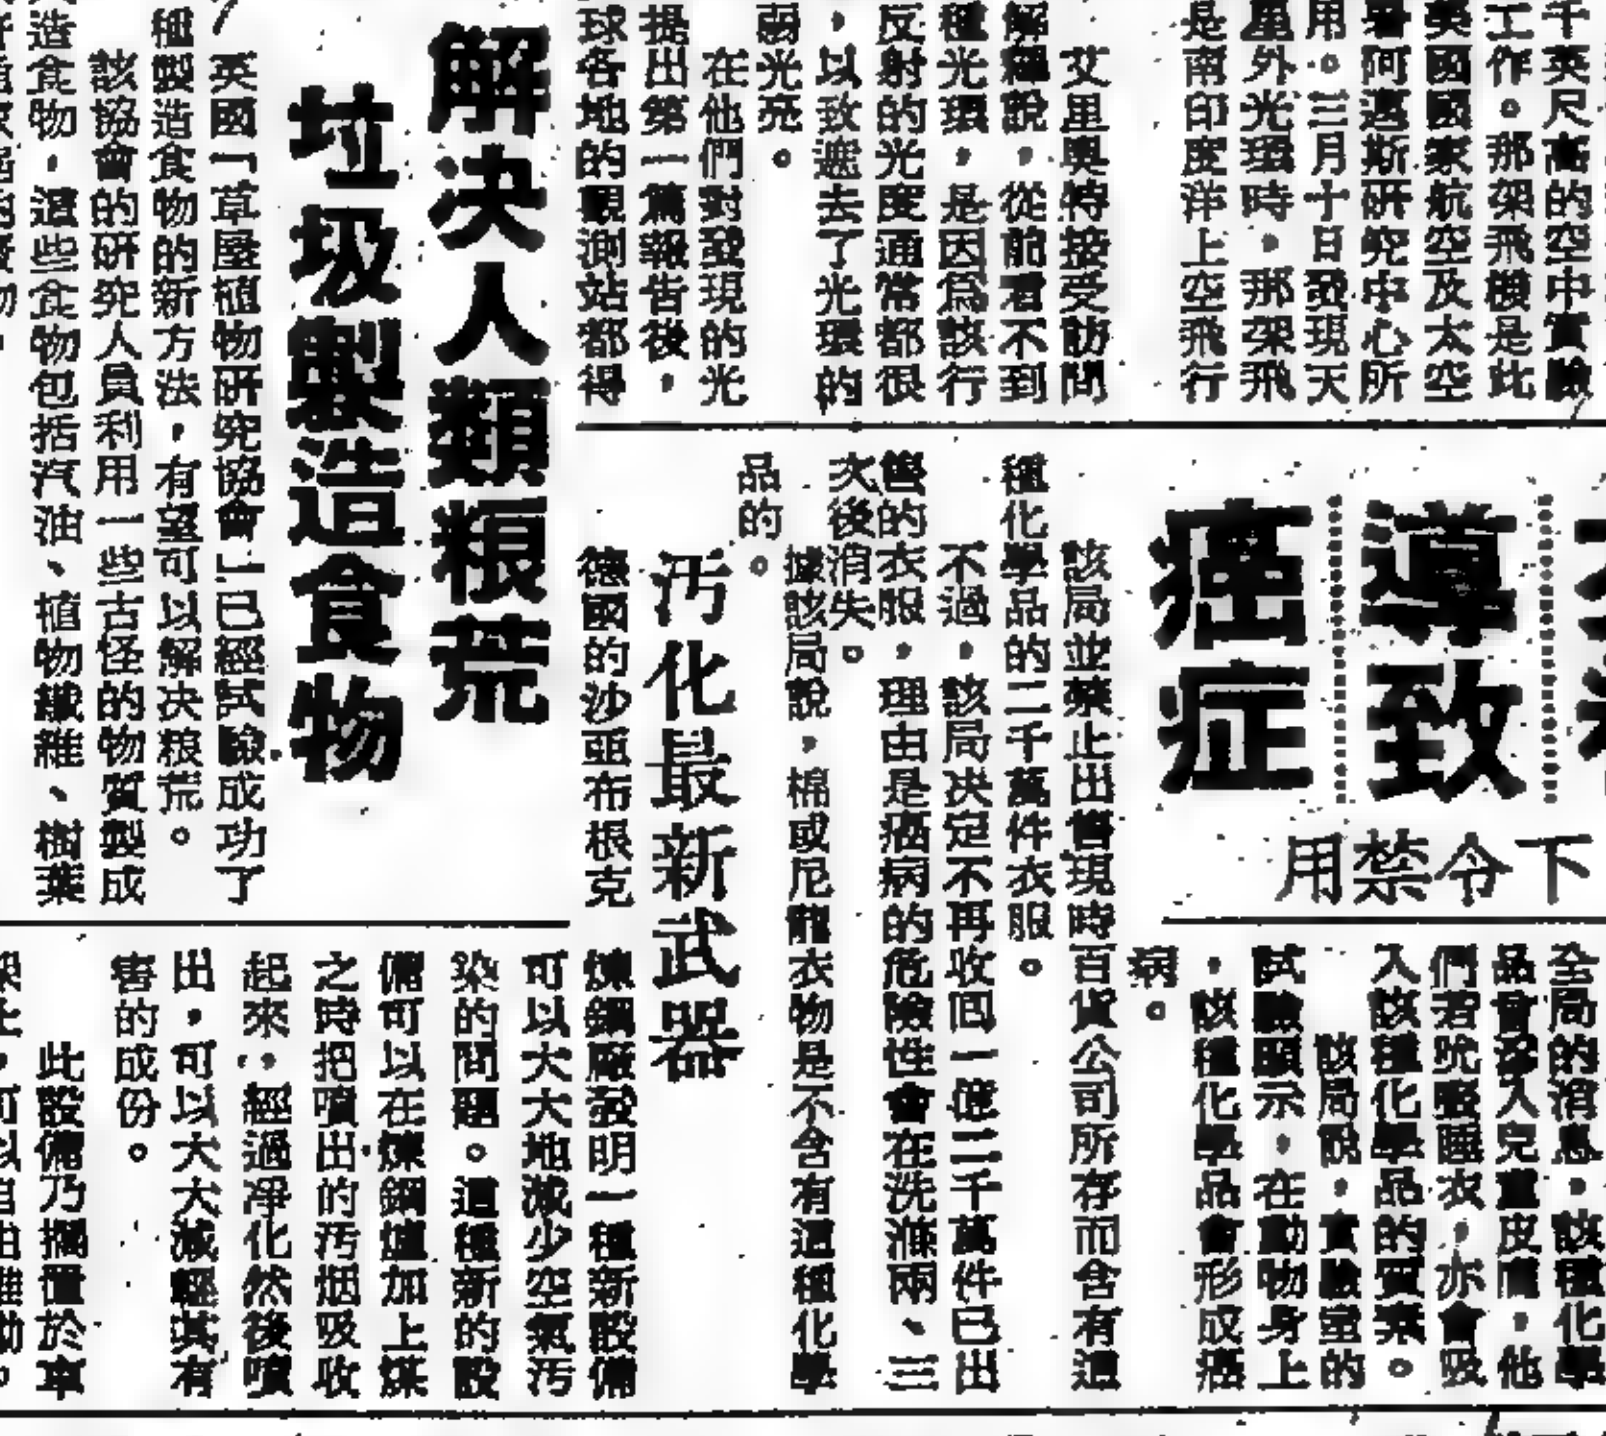 千英尺高的空中實驗
工作。那架飛機是此
英國國家航空及太空
署阿邁斯研究中心所
用。三月十日發現天
星外光環時，那架飛
是南印度洋上空飛行
艾里奧特接受訪問
解釋說，從前看不到
種光環，是因爲該行
反射的光度通常都很
，以致遮去了光環的
弱光亮。
在他們對發現的光
提出第一篇報告後，
球各地的觀測站都得
導致
癌症
下令禁用
全局的消息，該種化學
品會滲入兒童皮膚，他
們若吮啜睡衣，亦會吸
入該種化學品的質素。
該局說，實驗室的
試驗顯示，在動物身上
，該種化學品會形成癌
病。
該局並禁止出售現時百貨公司所存而含有這
種化學品的二千萬件衣服。
不過，該局決定不再收回一億二千萬件已出
售的衣服，理由是癌病的危險性會在洗滌兩、三
次後消失。
據該局說，棉或尼龍衣物是不含有這種化學
品的。
汚化最新武器
德國的沙亞布根克
煉鋼廠發明一種新設備
可以大大地減少空氣汚
染的問題。這種新的設
備可以在煉鋼爐加上煤
之時把噴出的汚烟吸收
起來，經過淨化然後噴
出，可以大大減輕其有
害的成份。
此設備乃擱置於車
解決人類粮荒
垃圾製造食物
英國「草屋植物研究協會」已經試驗成功了
種製造食物的新方法，有望可以解決粮荒。
該協會的研究人員利用一些古怪的物質製成
造食物，這些食物包括汽油、植物纖維、樹葉